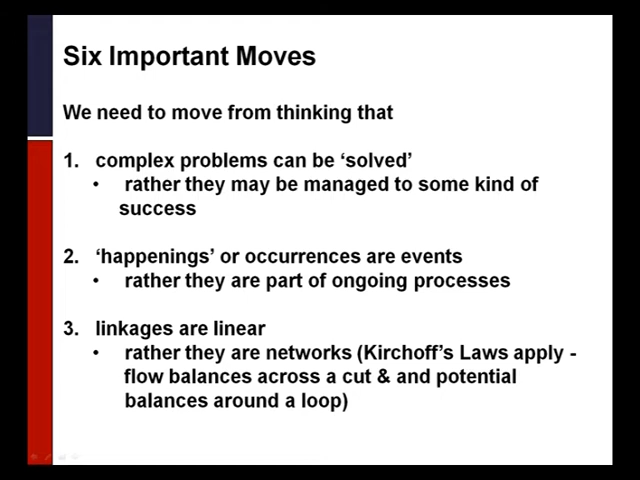 Six Important Moves
We need to move from thinking that
1. complex problems can be ‘solved’
• rather they may be managed to some kind of
success
2. ‘happenings’ or occurrences are events
• rather they are part of ongoing processes
3. linkages are linear
• rather they are networks (Kirchoff’s Laws apply -
flow balances across a cut & and potential
balances around a loop)